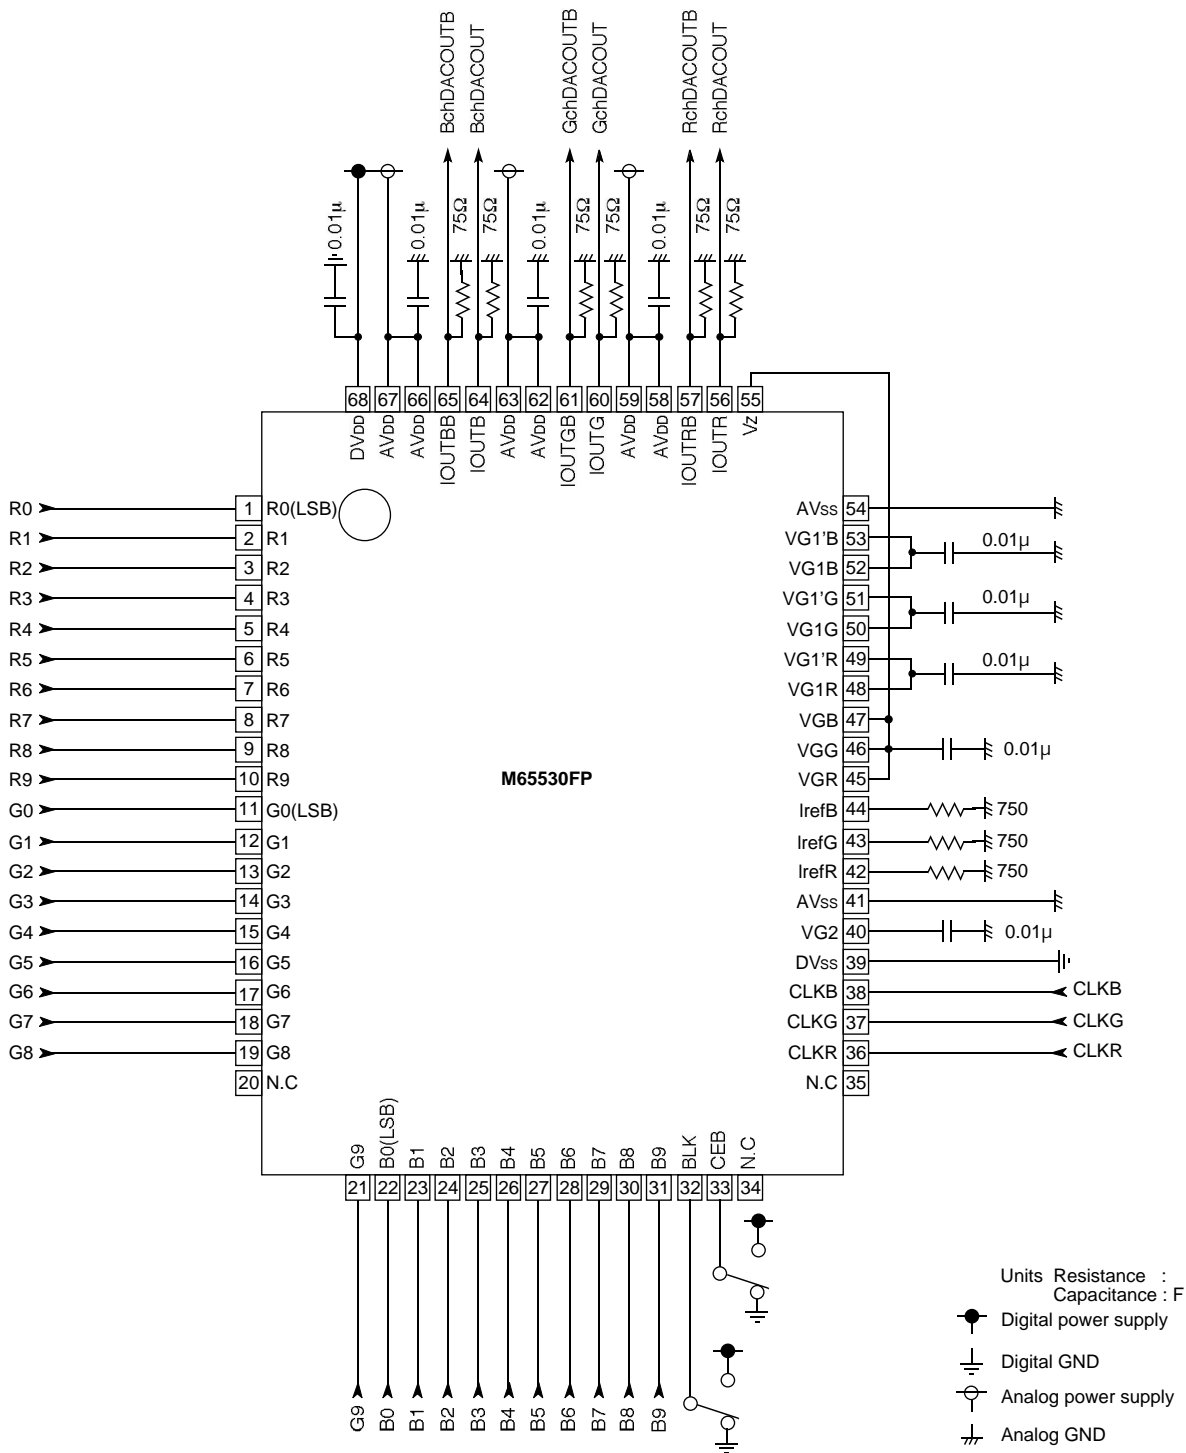 BchDACOUTB
BchDACOUT
GchDACOUTB
GchDACOUT
RchDACOUTB
RchDACOUT
0.01µ
0.01µ
75Ω
75Ω
0.01µ
75Ω
75Ω
0.01µ
75Ω
75Ω
68 67 66 65 64 63 62 61 60 59 58 57 56 55
DVDD
AVDD
AVDD
IOUTBB
IOUTB
AVDD
AVDD
IOUTGB
IOUTG
AVDD
AVDD
IOUTRB
IOUTR
VZ
R0 1 R0(LSB)
R1 2 R1
R2 3 R2
R3 4 R3
R4 5 R4
R5 6 R5
R6 7 R6
R7 8 R7
R8 9 R8
R9 10 R9
G0 11 G0(LSB)
G1 12 G1
G2 13 G2
G3 14 G3
G4 15 G4
G5 16 G5
G6 17 G6
G7 18 G7
G8 19 G8
20 N.C
M65530FP
AVss 54
VG1'B 53
0.01µ
VG1B 52
VG1'G 51
0.01µ
VG1G 50
VG1'R 49
0.01µ
VG1R 48
VGB 47
VGG 46 0.01µ
VGR 45
IrefB 44 750
IrefG 43 750
IrefR 42 750
AVss 41
VG2 40 0.01µ
DVss 39
CLKB 38 CLKB
CLKG 37 CLKG
CLKR 36 CLKR
N.C 35
G9
B0(LSB)
B1
B2
B3
B4
B5
B6
B7
B8
B9
BLK
CEB
N.C
21 22 23 24 25 26 27 28 29 30 31 32 33 34
G9
B0
B1
B2
B3
B4
B5
B6
B7
B8
B9
Units Resistance :
Capacitance : F
Digital power supply
Digital GND
Analog power supply
Analog GND